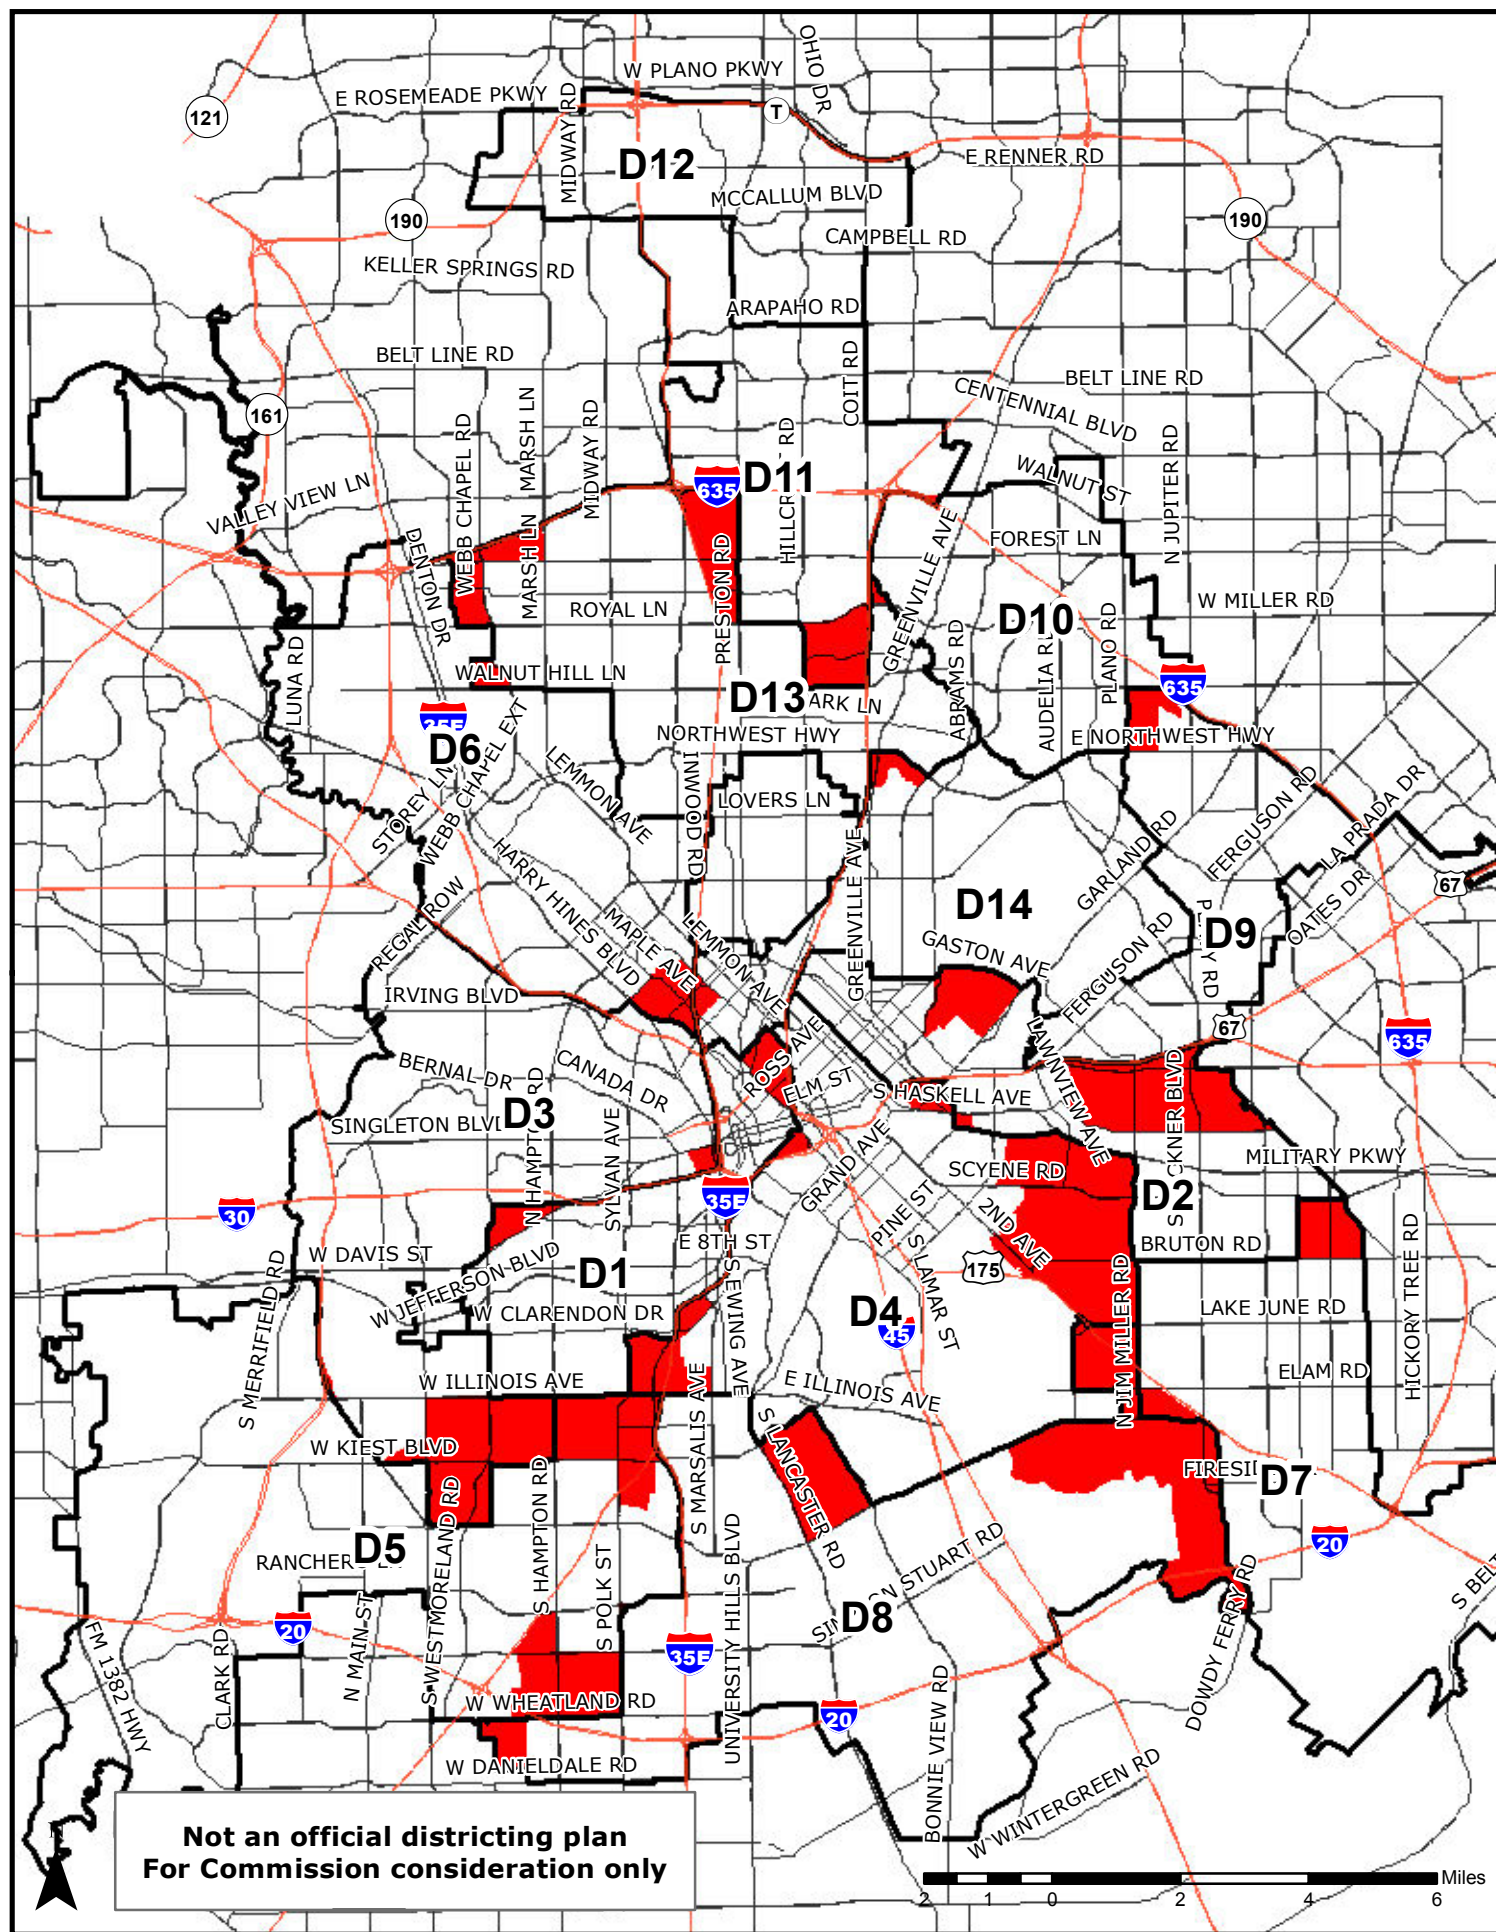 W PLANO PKWY
OHIO DR
E ROSEMEADE PKWY
MIDWAY RD
121
T
D12
E RENNER RD
MCCALLUM BLVD
190
190
CAMPBELL RD
KELLER SPRINGS RD
ARAPAHO RD
BELT LINE RD
COIT RD
BELT LINE RD
CENTENNIAL BLVD
161
WEBB CHAPEL RD
MARSH LN
MIDWAY RD
RD
N JUPITER RD
WALNUT ST
D11
635
VALLEY VIEW LN
DENTON DR
WEBB CHAPEL RD
MARSH LN
PRESTON RD
GREENVILLE AVE
FOREST LN
ROYAL LN
W MILLER RD
D10
LUNA RD
WALNUT HILL LN
ABRAMS RD
AUDELIA RD
PLANO RD
635
D13
ARK LN
35E
D6
NORTHWEST HWY
E NORTHWEST HWY
STOREY LN
WEBB CHAPEL EXT
LEMMON AVE
INWOOD RD
LOVERS LN
GREENVILLE AVE
GARLAND RD
FERGUSON RD
LA PRADA DR
67
HARRY HINES BLVD
REGAL ROW
MAPLE AVE
LEMMON AVE
D14
GASTON AVE
FERGUSON RD
D9
OATES DR
IRVING BLVD
67
635
BERNAL DR
CANADA DR
ROSS AVE
ELM ST
S HASKELL AVE
LAWNVIEW AVE
D3
SINGLETON BLV
SYLVAN AVE
GRAND AVE
SCYENE RD
MILITARY PKWY
30
35E
PINE ST
2ND AVE
D2
BRUTON RD
W DAVIS ST
W JEFFERSON BLVD
E 8TH ST
S LAMAR ST
175
D1
S MERRIFIELD RD
W CLARENDON DR
S EWING AVE
D4
45
N JIM MILLER RD
LAKE JUNE RD
HICKORY TREE RD
W ILLINOIS AVE
E ILLINOIS AVE
ELAM RD
S MARSALIS AVE
S LANCASTER RD
W KIEST BLVD
S WESTMORELAND RD
S HAMPTON RD
D7
D5
S POLK ST
20
UNIVERSITY HILLS BLVD
STUART RD
D8
20
N MAIN ST
CLARK RD
FM 1382 HWY
35E
W WHEATLAND RD
20
BONNIE VIEW RD
DOWDY FERRY RD
W DANIELDALE RD
W WINTERGREEN RD
Not an official districting plan
For Commission consideration only
2 1 0 2 4 6 Miles